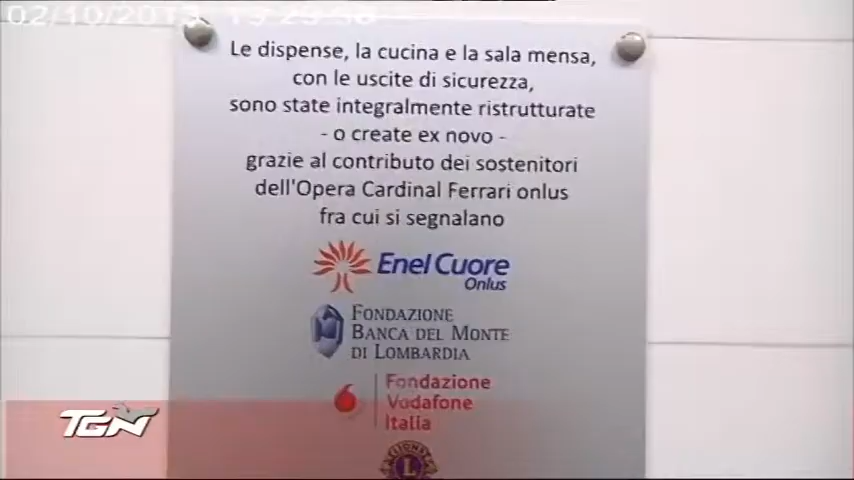 Le dispense, la cucina e la sala mensa,
con le uscite di sicurezza,
sono state integralmente ristrutturate
- o create ex novo -
grazie al contributo dei sostenitori
dell'Opera Cardinal Ferrari onlus
fra cui si segnalano
Enel Cuore
Onlus
FONDAZIONE
BANCA DEL MONTE
DI LOMBARDIA
Fondazione
Vodafone
Italia
LIONS
L
TGN